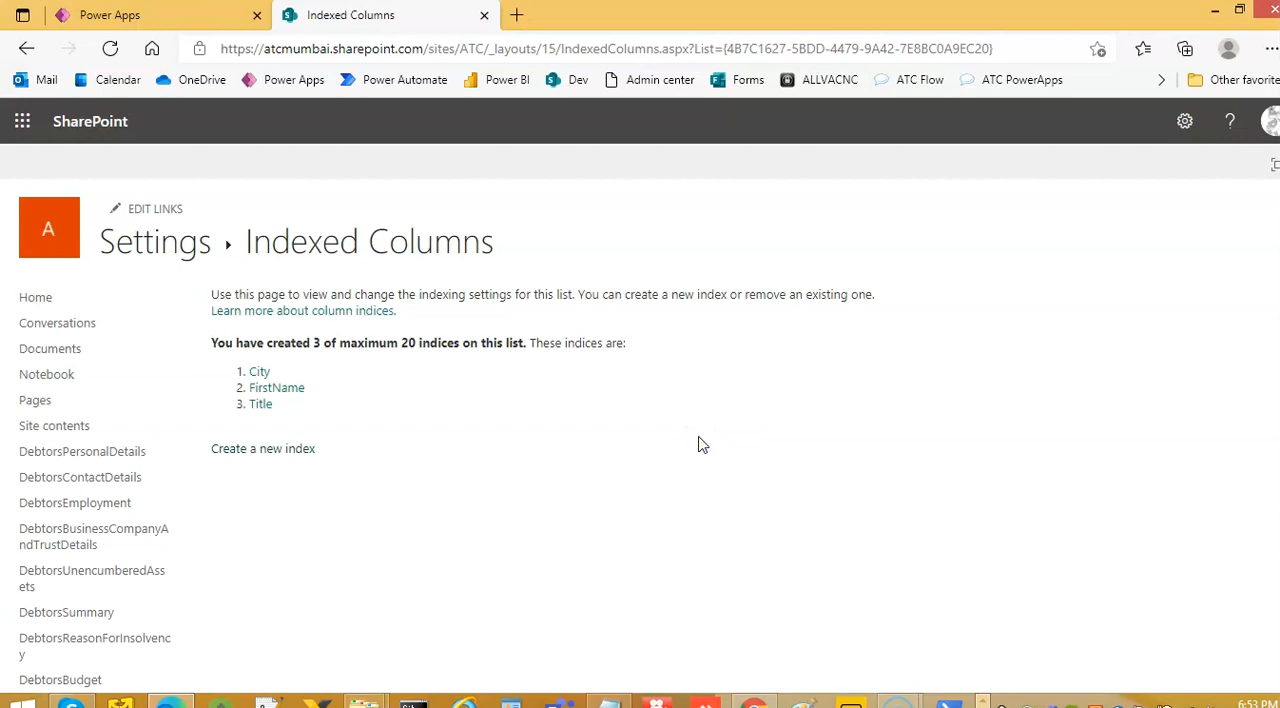 Power Apps
Indexed Columns
https://atcmumbai.sharepoint.com/sites/ATC/_layouts/15/IndexedColumns.aspx?List={4B7C1627-5BDD-4479-9A42-7E8BC0A9EC20}
Mail Calendar OneDrive Power Apps Power Automate Power BI Dev Admin center Forms ALLVACNC ATC Flow ATC PowerApps Other favorite
SharePoint
A
EDIT LINKS
Settings ▸ Indexed Columns
Home
Conversations
Documents
Notebook
Pages
Site contents
DebtorsPersonalDetails
DebtorsContactDetails
DebtorsEmployment
DebtorsBusinessCompanyA
ndTrustDetails
DebtorsUnencumberedAss
ets
DebtorsSummary
DebtorsReasonForInsolvenc
y
DebtorsBudget
Use this page to view and change the indexing settings for this list. You can create a new index or remove an existing one.
Learn more about column indices.
You have created 3 of maximum 20 indices on this list. These indices are:
1. City
2. FirstName
3. Title
Create a new index
6:53 PM